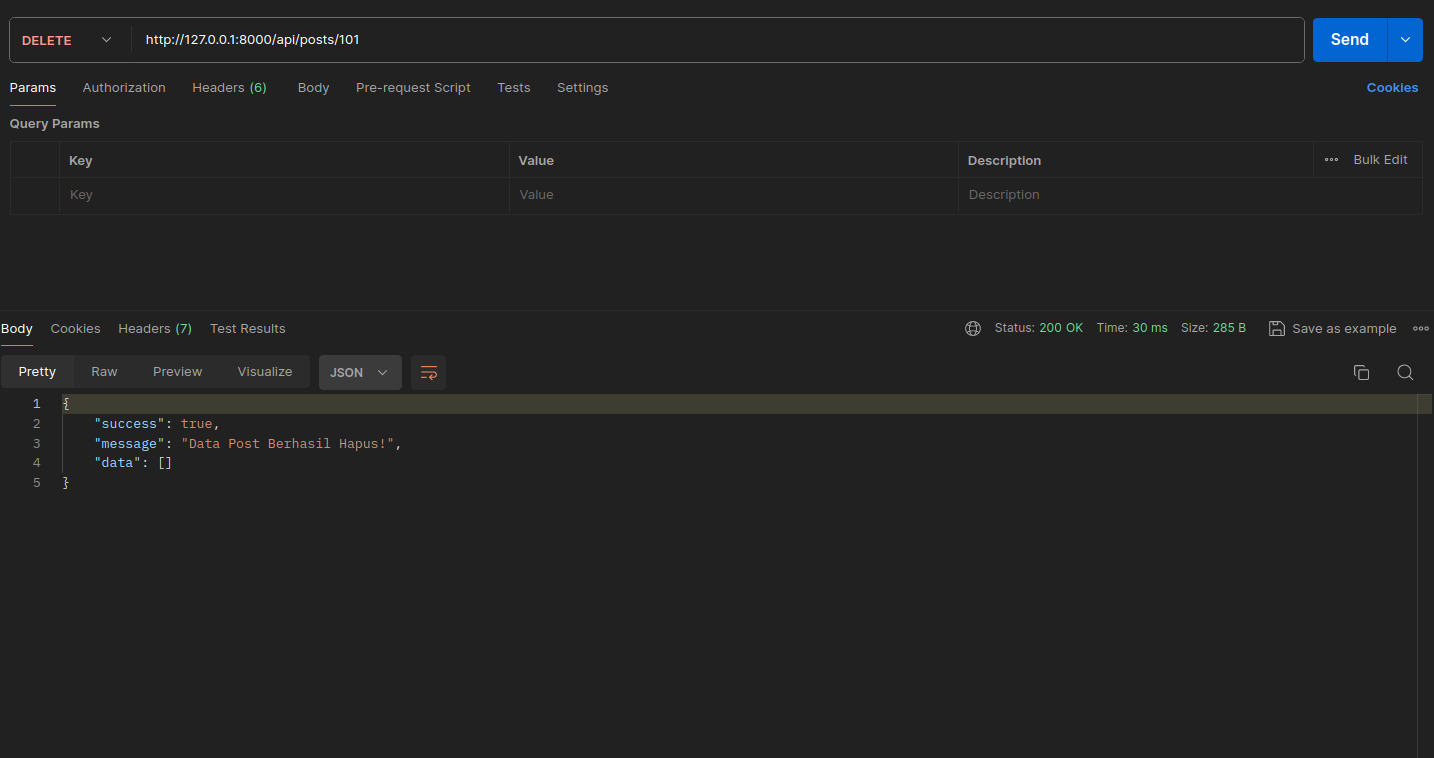 DELETE http://127.0.0.1:8000/api/posts/101 Send
Params Authorization Headers (6) Body Pre-request Script Tests Settings Cookies
Query Params
Key Value Description Bulk Edit
Key Value Description
Body Cookies Headers (7) Test Results Status: 200 OK Time: 30 ms Size: 285 B Save as example
Pretty Raw Preview Visualize JSON
1 {
2 "success": true,
3 "message": "Data Post Berhasil Hapus!",
4 "data": []
5 }